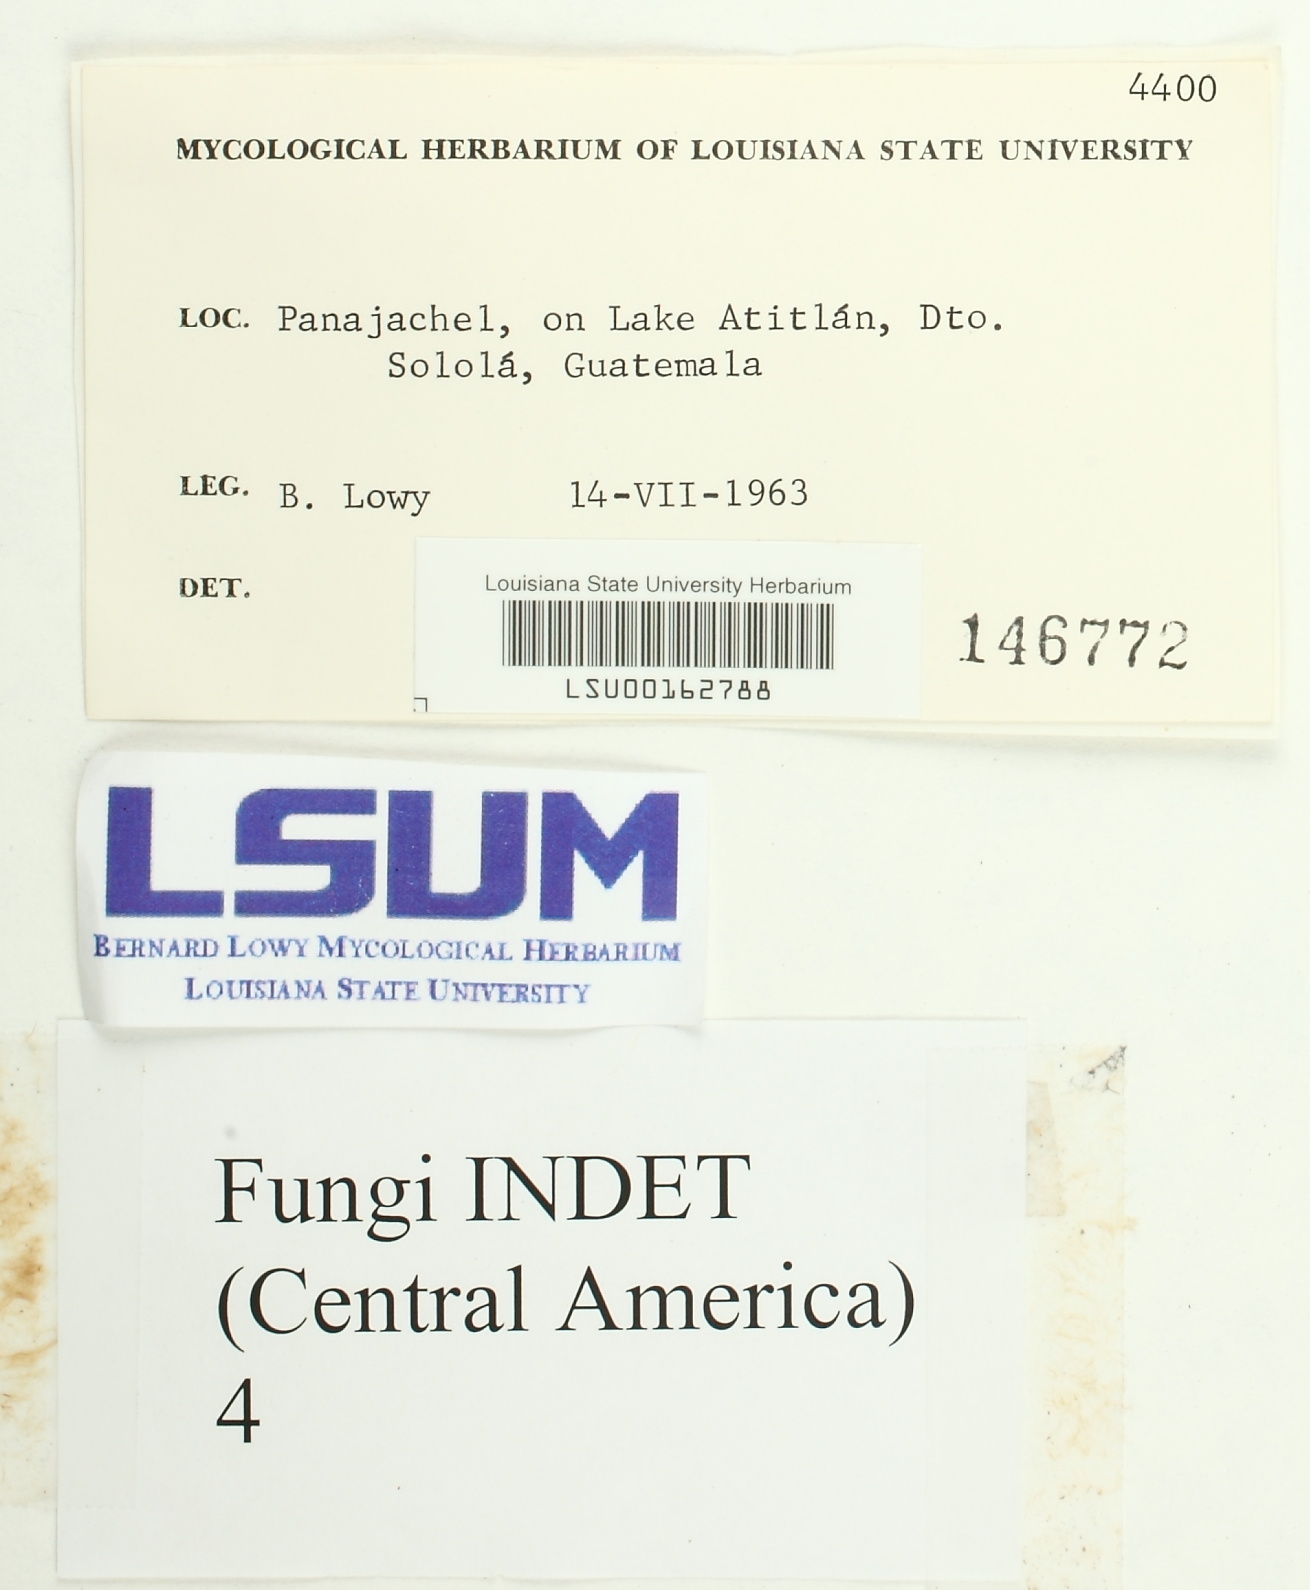 4400
MYCOLOGICAL HERBARIUM OF LOUISIANA STATE UNIVERSITY
LOC. Panajachel, on Lake Atitlán, Dto.
Sololá, Guatemala
LEG. B. Lowy 14-VII-1963
DET.
Louisiana State University Herbarium
LSU00162788
146772
LSUM
BERNARD LOWY MYCOLOGICAL HERBARIUM
LOUISIANA STATE UNIVERSITY
Fungi INDET
(Central America)
4